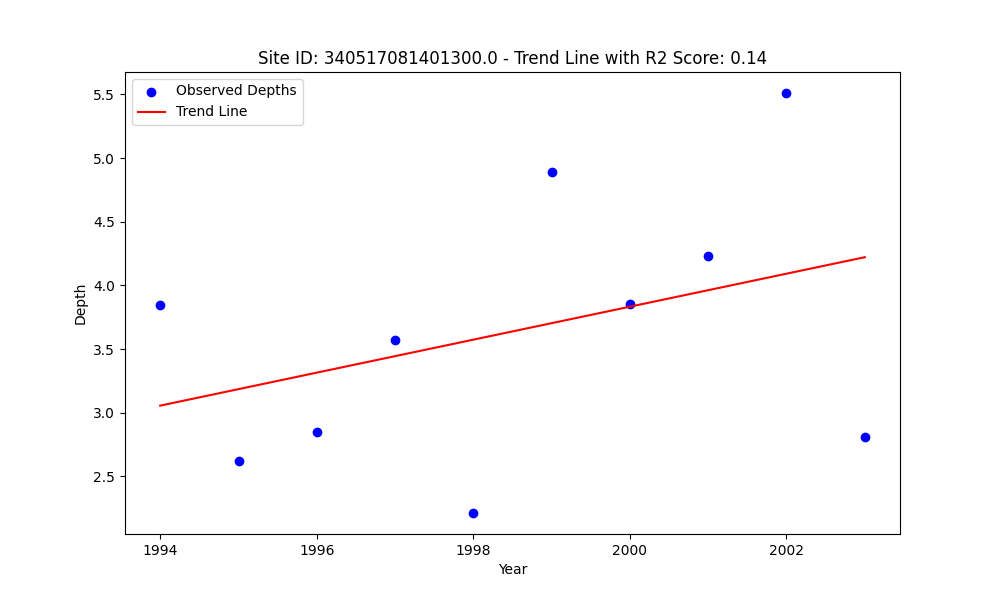 Site ID: 340517081401300.0 - Trend Line with R2 Score: 0.14
Observed Depths
Trend Line
5.5
5.0
4.5
4.0
3.5
3.0
2.5
Depth
1994
1996
1998
2000
2002
Year